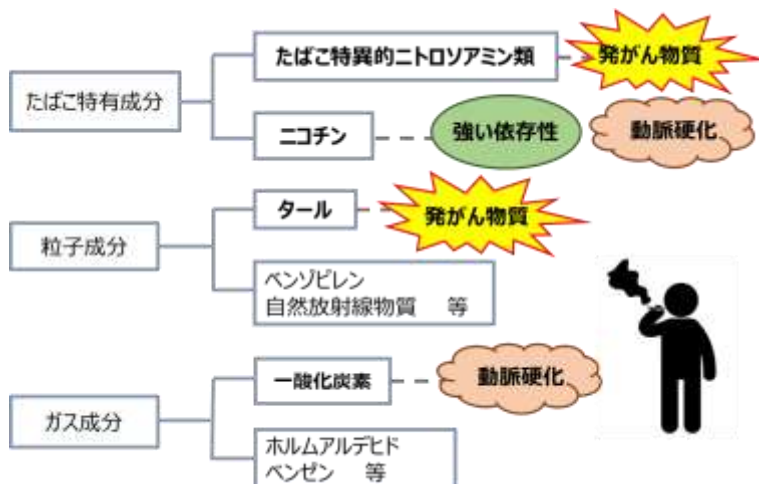 たばこ特異的ニトロソアミン類
発がん物質
たばこ特有成分
ニコチン
強い依存性
動脈硬化
タール
発がん物質
粒子成分
ベンゾピレン
自然放射線物質 等
一酸化炭素
動脈硬化
ガス成分
ホルムアルデヒド
ベンゼン 等